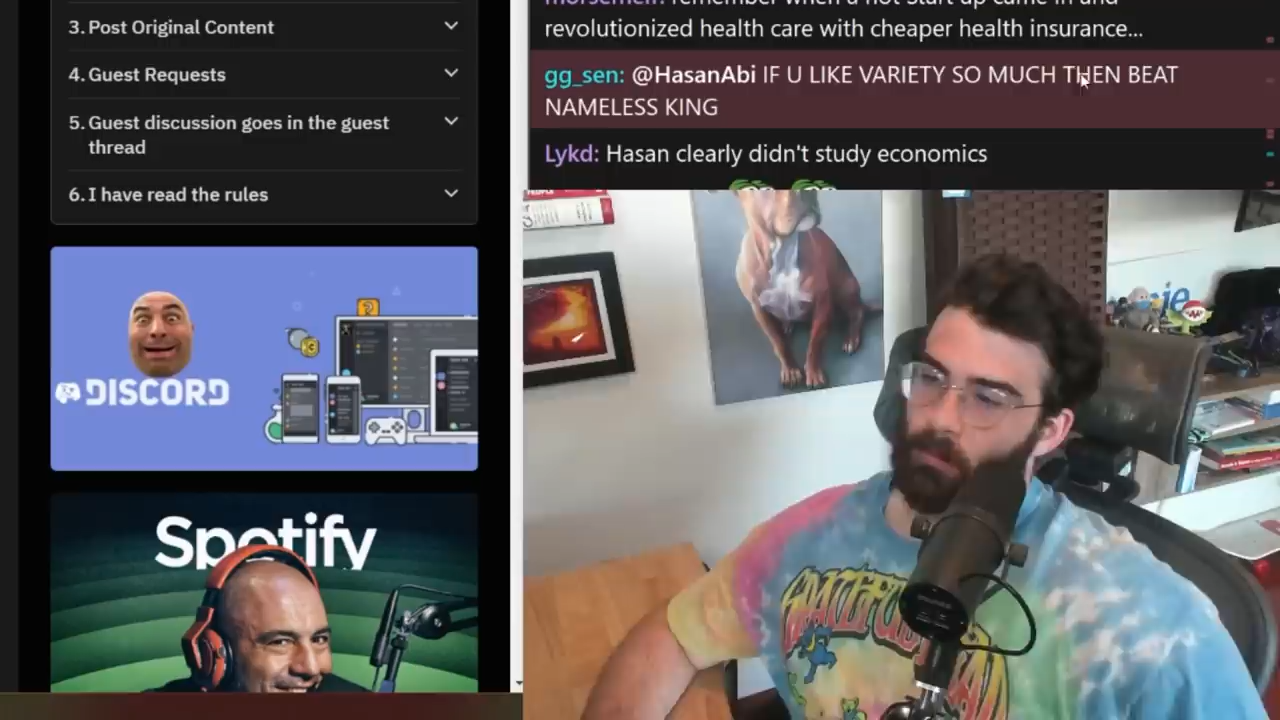 3. Post Original Content
4. Guest Requests
5. Guest discussion goes in the guest
thread
6. I have read the rules
DISCORD
Spotify
revolutionized health care with cheaper health insurance...
gg_sen: @HasanAbi IF U LIKE VARIETY SO MUCH THEN BEAT
NAMELESS KING
Lykd: Hasan clearly didn't study economics
GRATEFUL